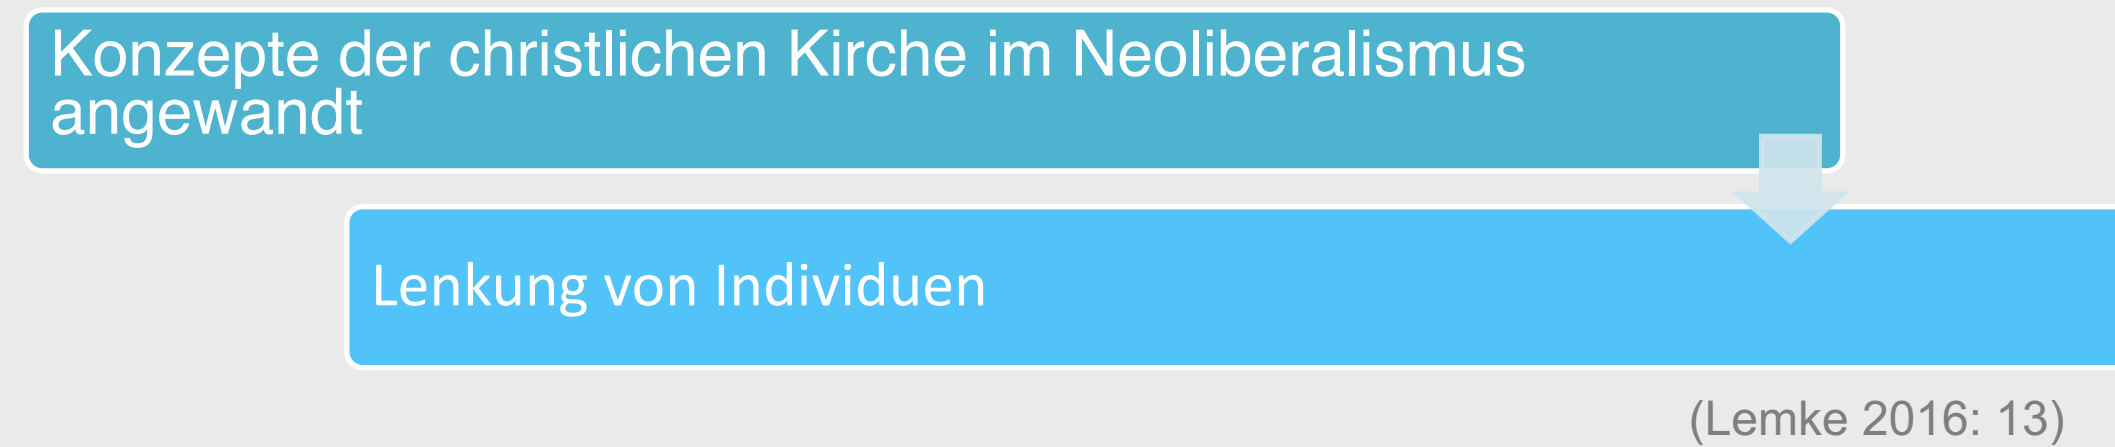 Konzepte der christlichen Kirche im Neoliberalismus
angewandt
Lenkung von Individuen
(Lemke 2016: 13)